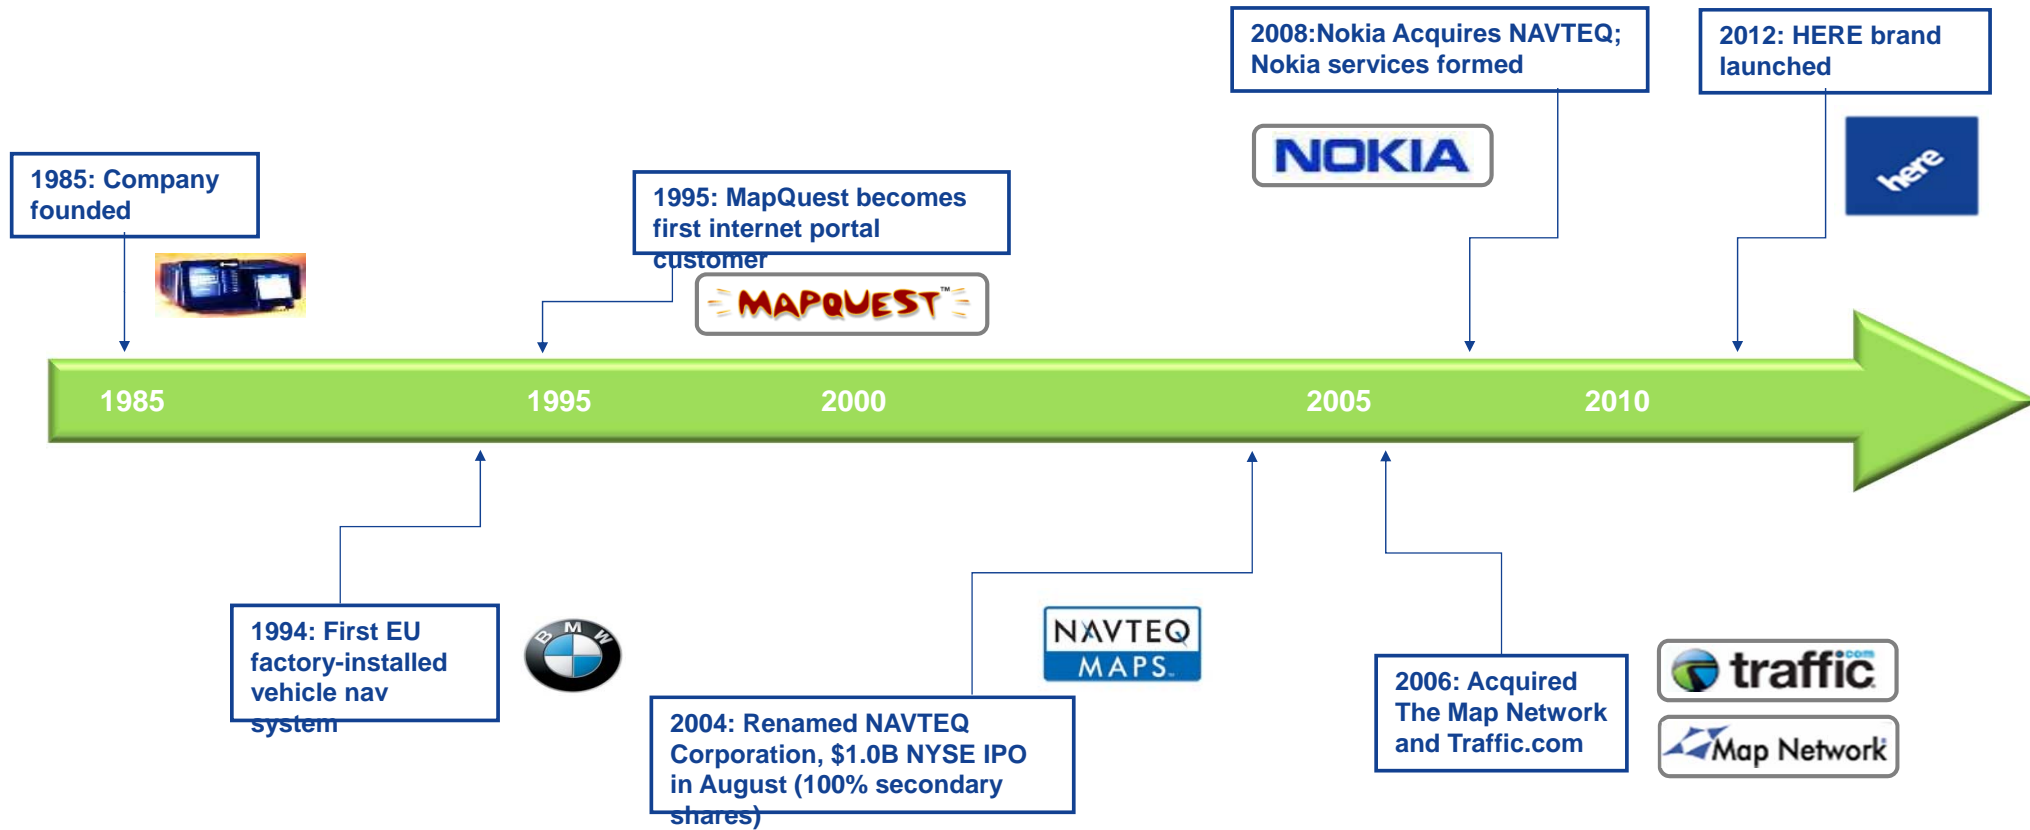 2008:Nokia Acquires NAVTEQ;
Nokia services formed
2012: HERE brand
launched
NOKIA
here
1985: Company
founded
1995: MapQuest becomes
first internet portal
customer
MAPQUEST™
1985
1995
2000
2005
2010
1994: First EU
factory-installed
vehicle nav
system
BMW
2004: Renamed NAVTEQ
Corporation, $1.0B NYSE IPO
in August (100% secondary
shares)
NAVTEQ
MAPS
2006: Acquired
The Map Network
and Traffic.com
traffic.com
Map Network